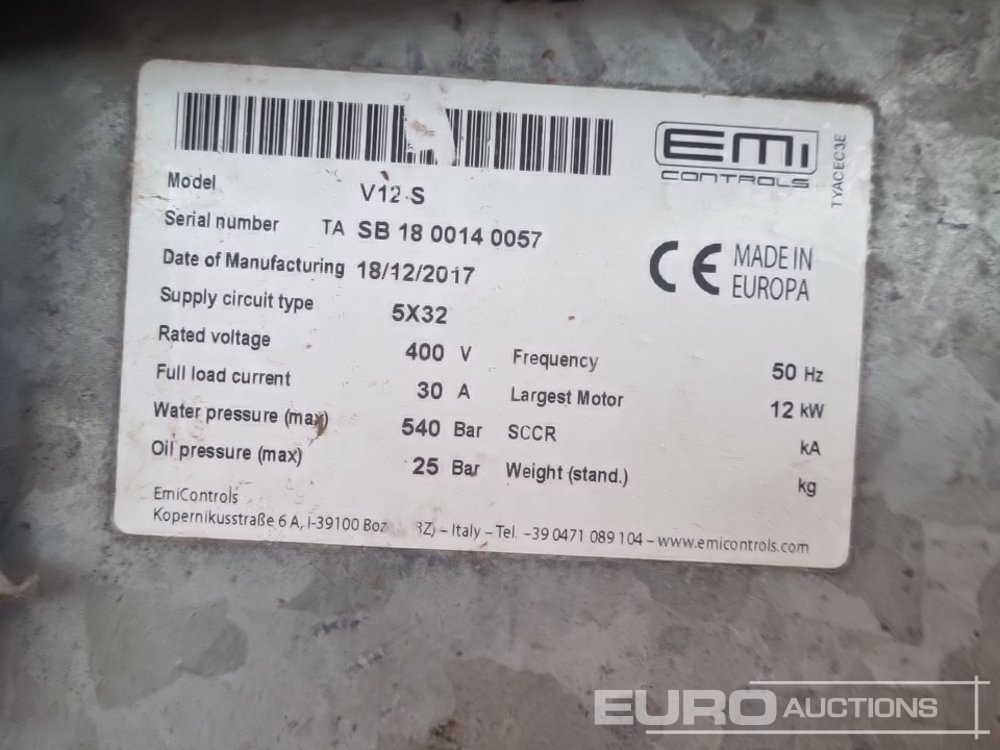 EMI
CONTROLS
TYACEC3E
Model V12-S
Serial number TA SB 18 0014 0057
Date of Manufacturing 18/12/2017
CE MADE IN
EUROPA
Supply circuit type 5X32
Rated voltage 400 V Frequency 50 Hz
Full load current 30 A Largest Motor 12 kW
Water pressure (max) 540 Bar SCCR kA
Oil pressure (max) 25 Bar Weight (stand.) kg
EmiControls
Kopernikusstraße 6 A, I-39100 Boz BZ) – Italy – Tel. –39 0471 089 104 – www.emicontrols.com
EURO AUCTIONS